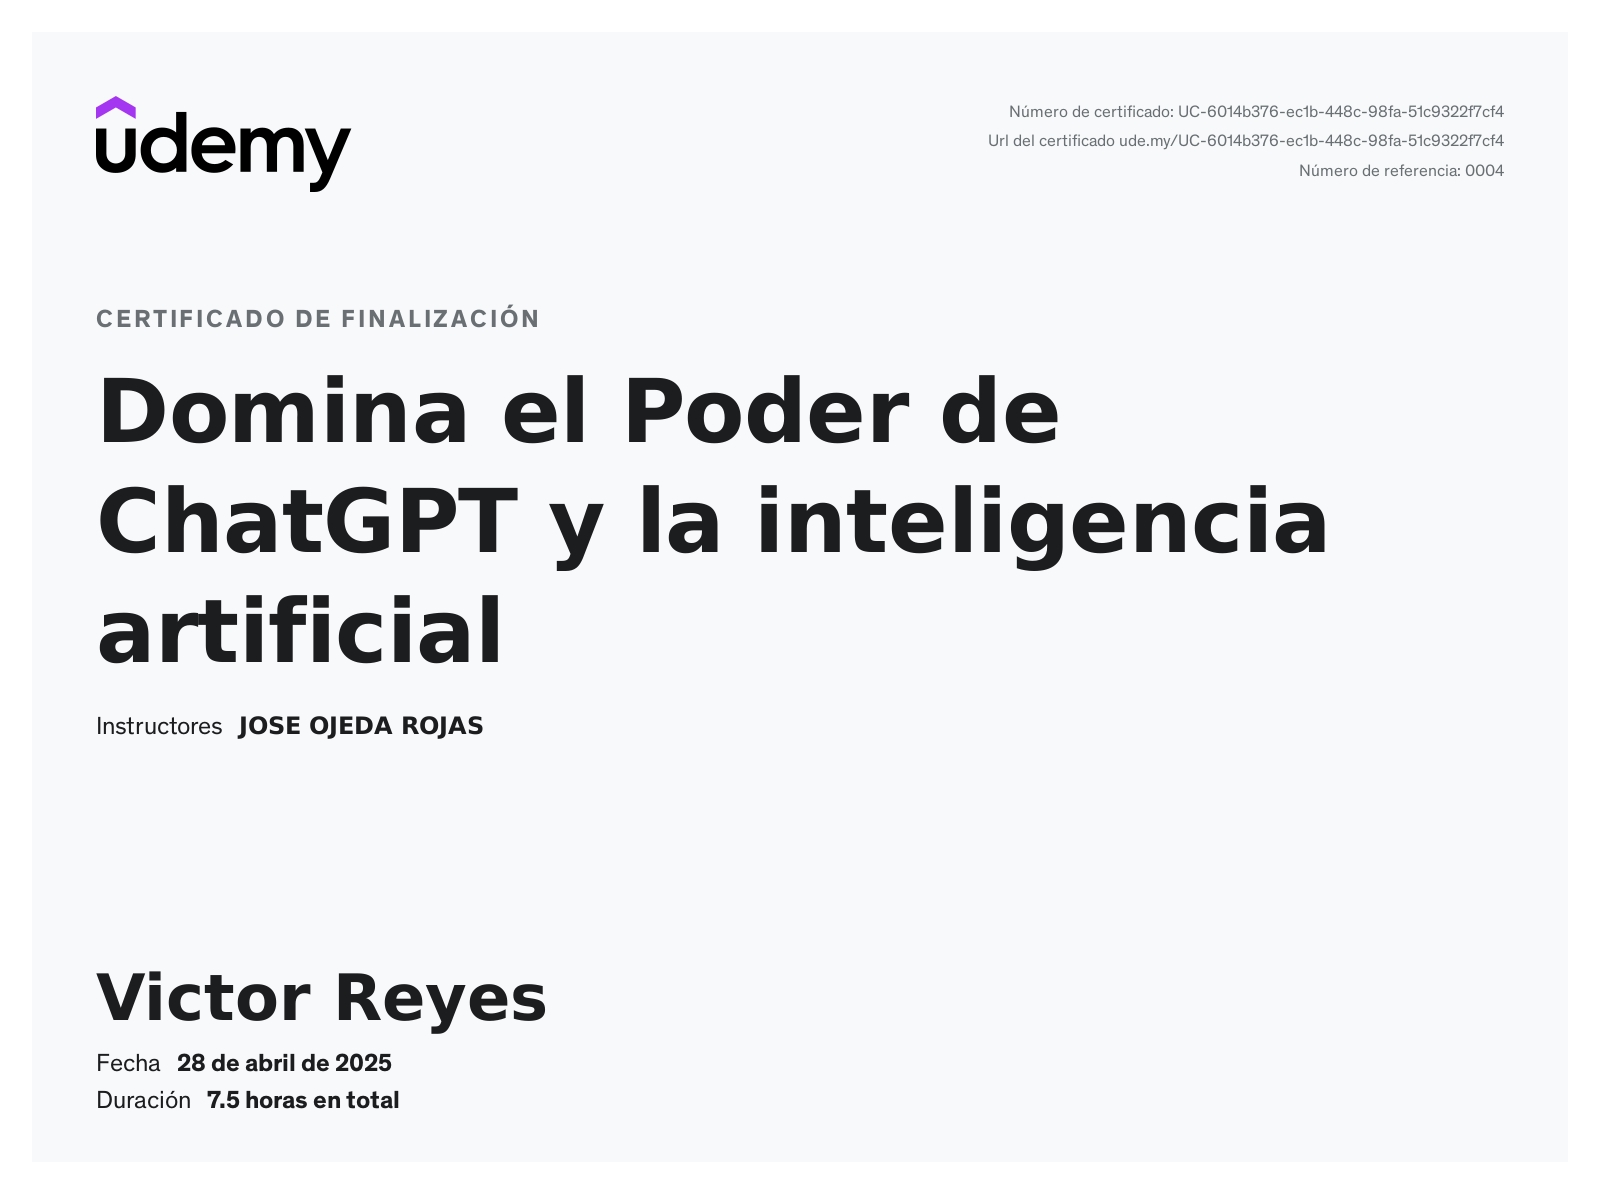 udemy
Número de certificado: UC-6014b376-ec1b-448c-98fa-51c9322f7cf4
Url del certificado ude.my/UC-6014b376-ec1b-448c-98fa-51c9322f7cf4
Número de referencia: 0004
CERTIFICADO DE FINALIZACIÓN
Domina el Poder de
ChatGPT y la inteligencia
artificial
Instructores JOSE OJEDA ROJAS
Victor Reyes
Fecha 28 de abril de 2025
Duración 7.5 horas en total